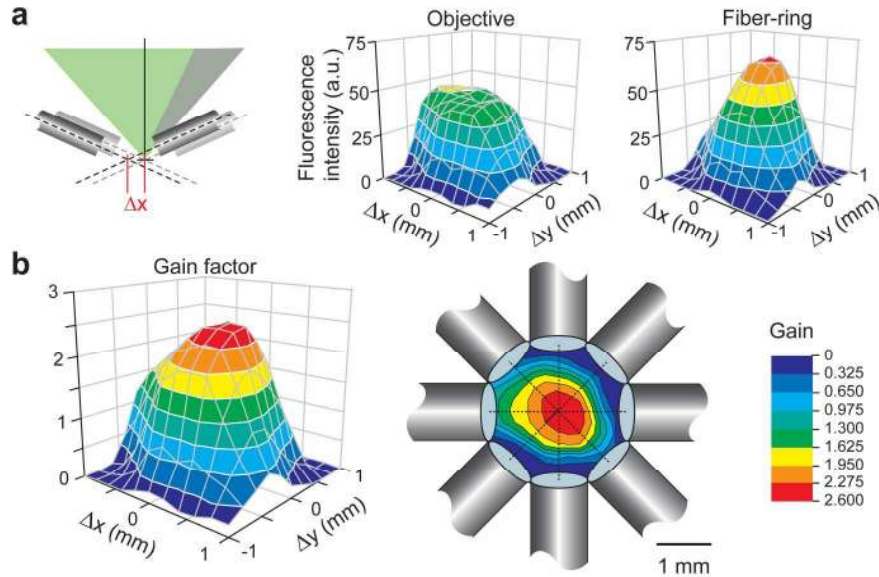 a
Δx
Objective
Fluorescence
intensity (a.u.)
75
50
25
0
Δx (mm)
0
1
-1
Δy (mm)
0
1
Fiber-ring
75
50
25
0
Δx (mm)
0
1
-1
Δy (mm)
0
1
b
Gain factor
3
2
1
0
Δx (mm)
0
1
-1
Δy (mm)
0
1
1 mm
Gain
0
0.325
0.650
0.975
1.300
1.625
1.950
2.275
2.600